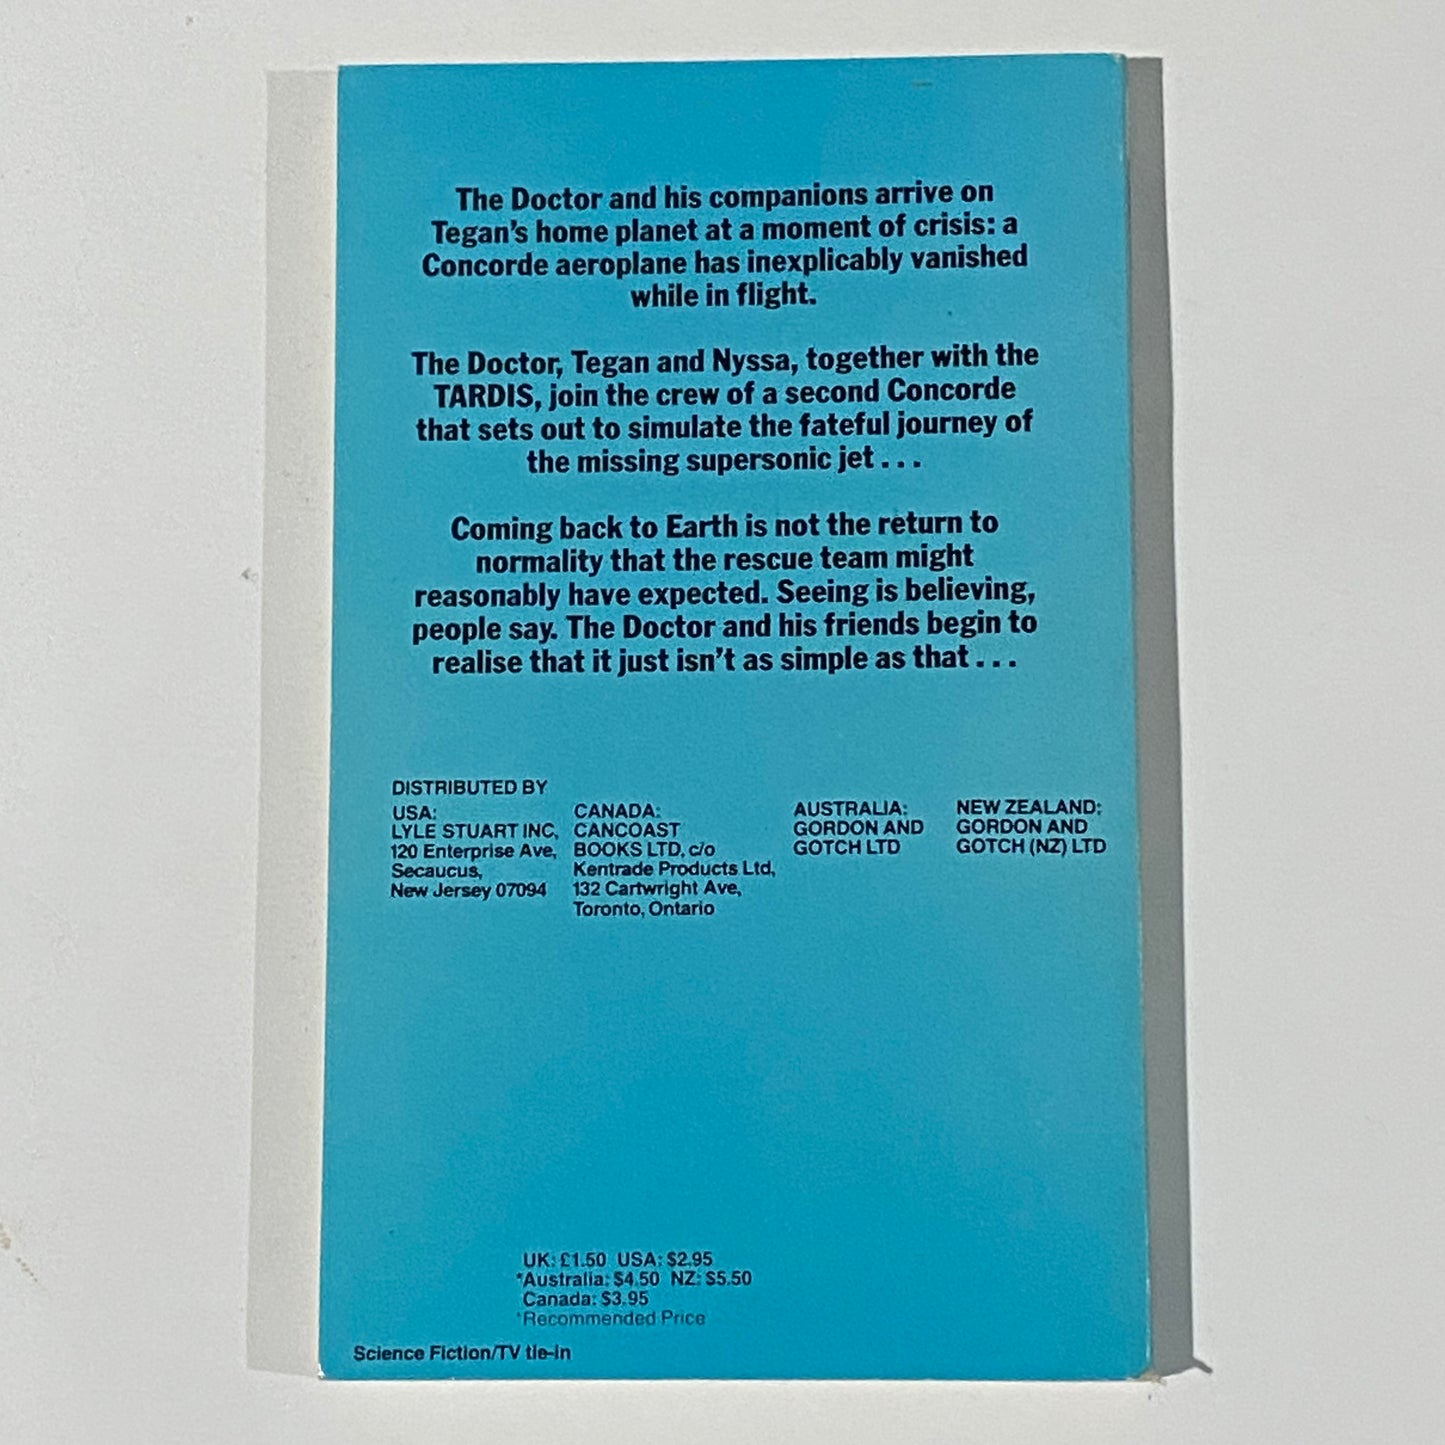 The Doctor and his companions arrive on
Tegan's home planet at a moment of crisis: a
Concorde aeroplane has inexplicably vanished
while in flight.
The Doctor, Tegan and Nyssa, together with the
TARDIS, join the crew of a second Concorde
that sets out to simulate the fateful journey of
the missing supersonic jet . . .
Coming back to Earth is not the return to
normality that the rescue team might
reasonably have expected. Seeing is believing,
people say. The Doctor and his friends begin to
realise that it just isn't as simple as that . . .
DISTRIBUTED BY
USA:
LYLE STUART INC,
120 Enterprise Ave,
Secaucus,
New Jersey 07094
CANADA:
CANCOAST
BOOKS LTD, c/o
Kentrade Products Ltd,
132 Cartwright Ave,
Toronto, Ontario
AUSTRALIA:
GORDON AND
GOTCH LTD
NEW ZEALAND:
GORDON AND
GOTCH (NZ) LTD
UK: £1.50 USA: $2.95
*Australia: $4.50 NZ: $5.50
Canada: $3.95
*Recommended Price
Science Fiction/TV tie-in